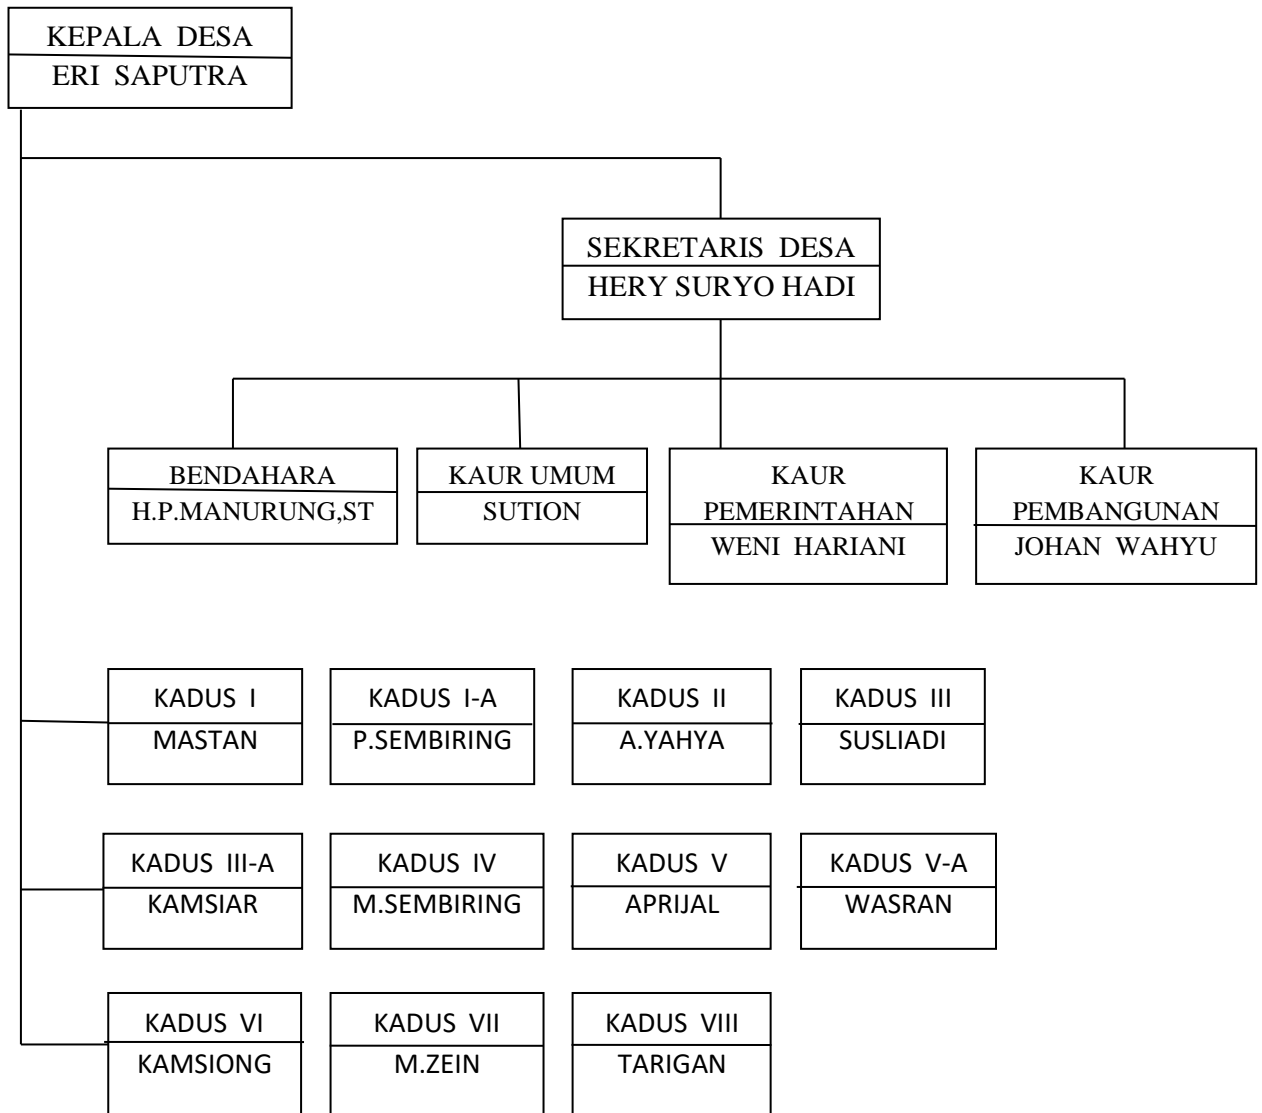 KEPALA DESA
ERI SAPUTRA
SEKRETARIS DESA
HERY SURYO HADI
BENDAHARA
H.P.MANURUNG,ST
KAUR UMUM
SUTION
KAUR
PEMERINTAHAN
WENI HARIANI
KAUR
PEMBANGUNAN
JOHAN WAHYU
KADUS I
MASTAN
KADUS I-A
P.SEMBIRING
KADUS II
A.YAHYA
KADUS III
SUSLIADI
KADUS III-A
KAMSIAR
KADUS IV
M.SEMBIRING
KADUS V
APRIJAL
KADUS V-A
WASRAN
KADUS VI
KAMSIONG
KADUS VII
M.ZEIN
KADUS VIII
TARIGAN